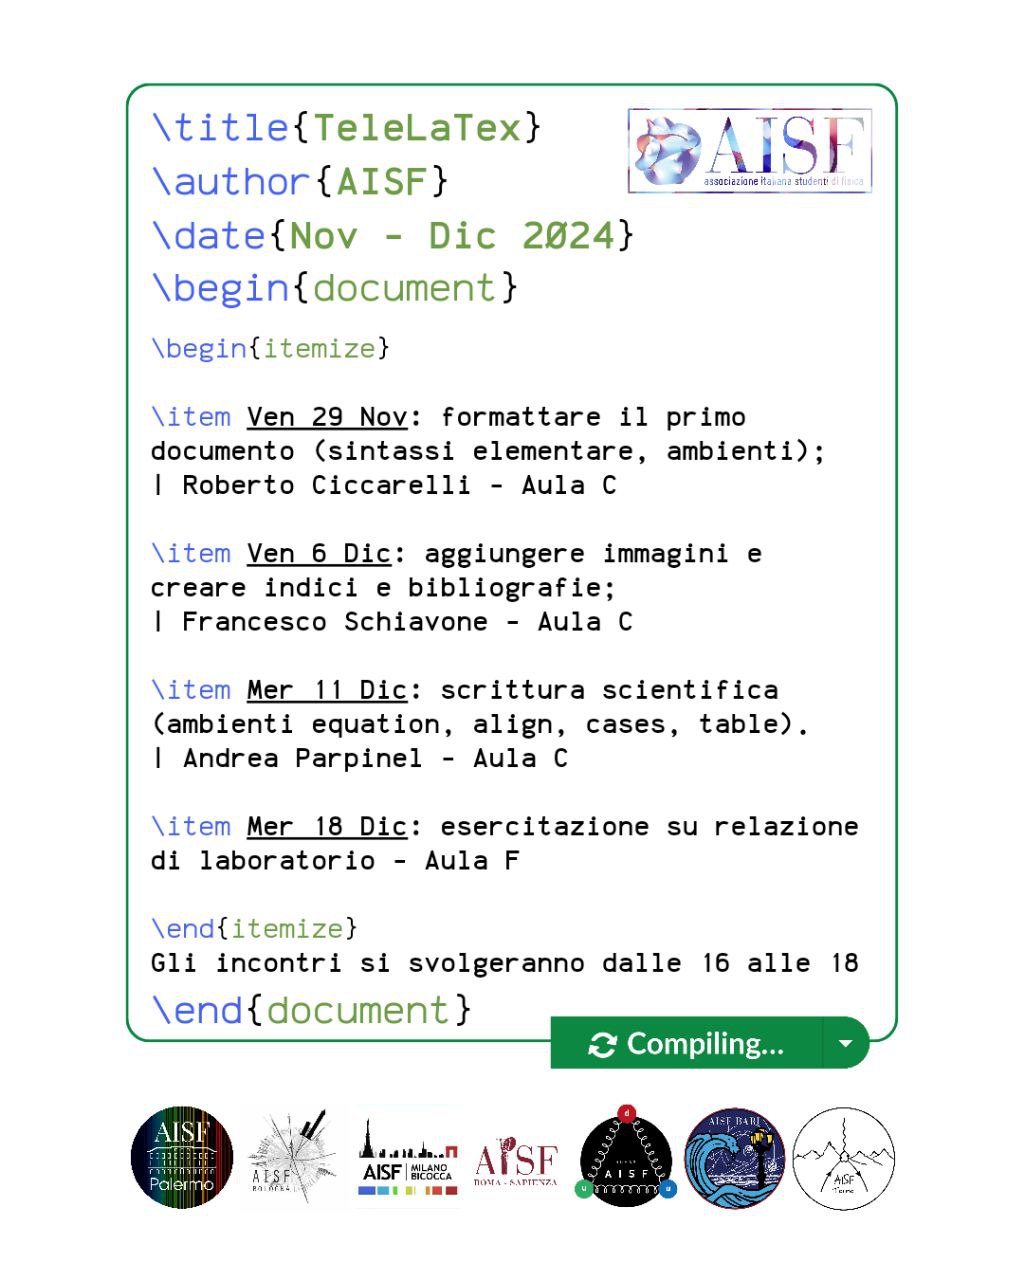 \title{TeleLaTex}
AISF
associazione italiana studenti di fisica
\author{AISF}
\date{Nov - Dic 2024}
\begin{document}
\begin{itemize}
\item Ven 29 Nov: formattare il primo
documento (sintassi elementare, ambienti);
| Roberto Ciccarelli - Aula C
\item Ven 6 Dic: aggiungere immagini e
creare indici e bibliografie;
| Francesco Schiavone - Aula C
\item Mer 11 Dic: scrittura scientifica
(ambienti equation, align, cases, table).
| Andrea Parpinel - Aula C
\item Mer 18 Dic: esercitazione su relazione
di laboratorio - Aula F
\end{itemize}
Gli incontri si svolgeranno dalle 16 alle 18
\end{document}
Compiling...
AISF
Palermo
AISF
BOLOGNA
AISF MILANO
BICOCCA
AISF
ROMA - SAPIENZA
d
AISF
u
u
AISF BARI
AISF
Torino